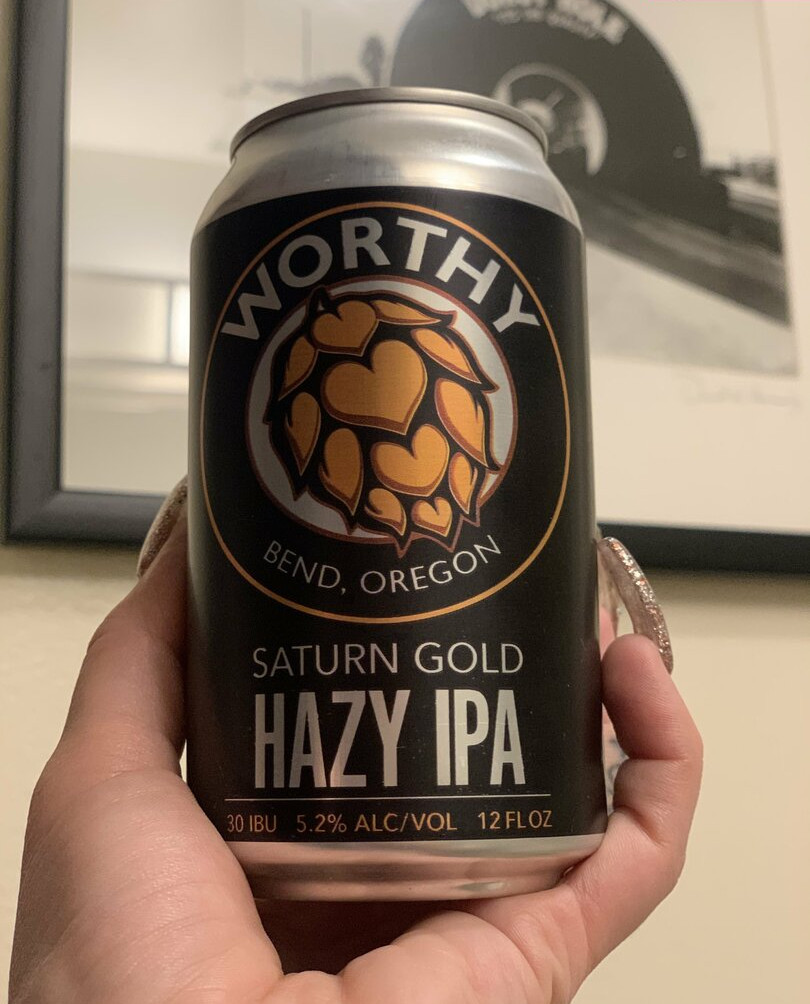 WORTHY
BEND, OREGON
SATURN GOLD
HAZY IPA
30 IBU 5.2% ALC/VOL 12 FL OZ